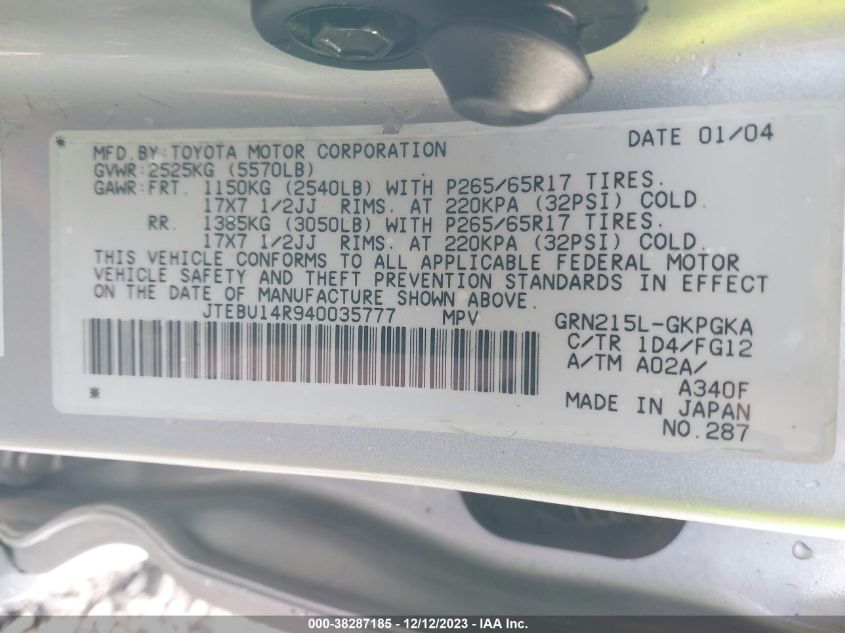 DATE 01/04
MFD.BY:TOYOTA MOTOR CORPORATION
GVWR:2525KG (5570LB)
GAWR:FRT. 1150KG (2540LB) WITH P265/65R17 TIRES.
17X7 1/2JJ RIMS. AT 220KPA (32PSI) COLD.
RR. 1385KG (3050LB) WITH P265/65R17 TIRES.
17X7 1/2JJ RIMS. AT 220KPA (32PSI) COLD.
THIS VEHICLE CONFORMS TO ALL APPLICABLE FEDERAL MOTOR
VEHICLE SAFETY AND THEFT PREVENTION STANDARDS IN EFFECT
ON THE DATE OF MANUFACTURE SHOWN ABOVE.
JTEBU14R940035777 MPV
GRN215L-GKPGKA
C/TR 1D4/FG12
A/TM A02A/
A340F
MADE IN JAPAN
NO.287
000-38287185 - 12/12/2023 - IAA Inc.